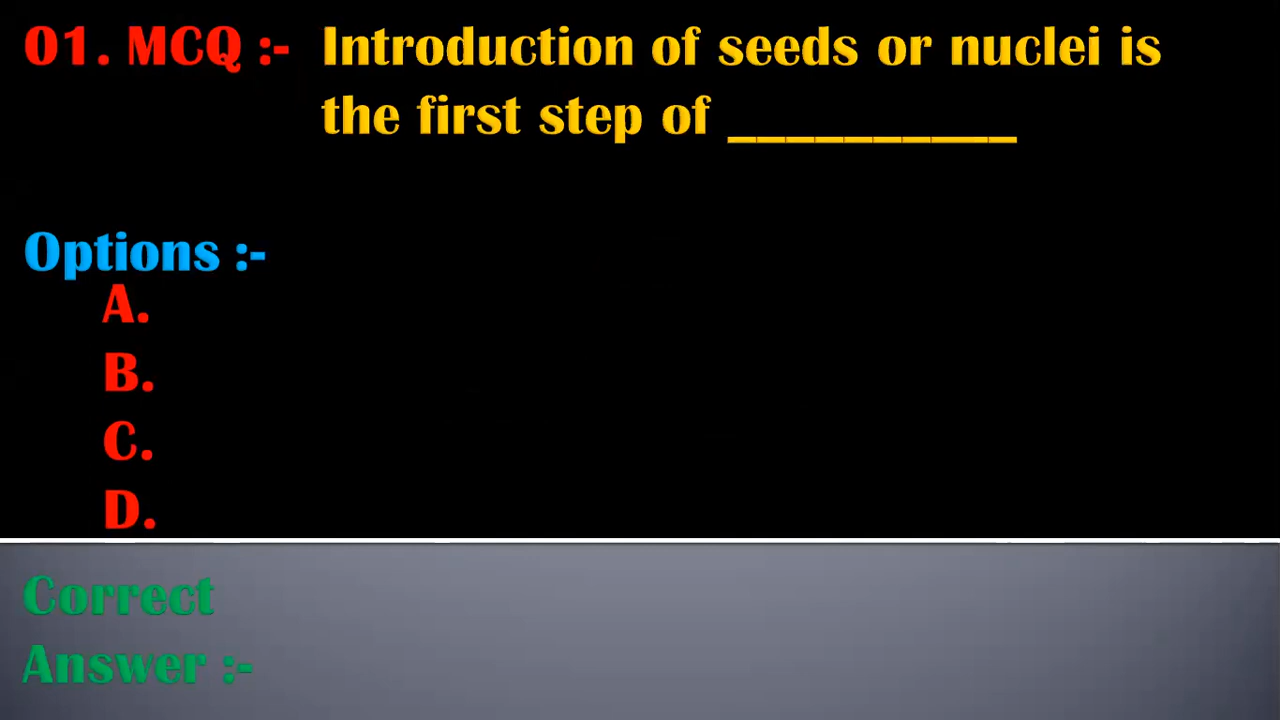 01. MCQ :- Introduction of seeds or nuclei is
the first step of __________
Options :-
A.
B.
C.
D.
Correct
Answer :-